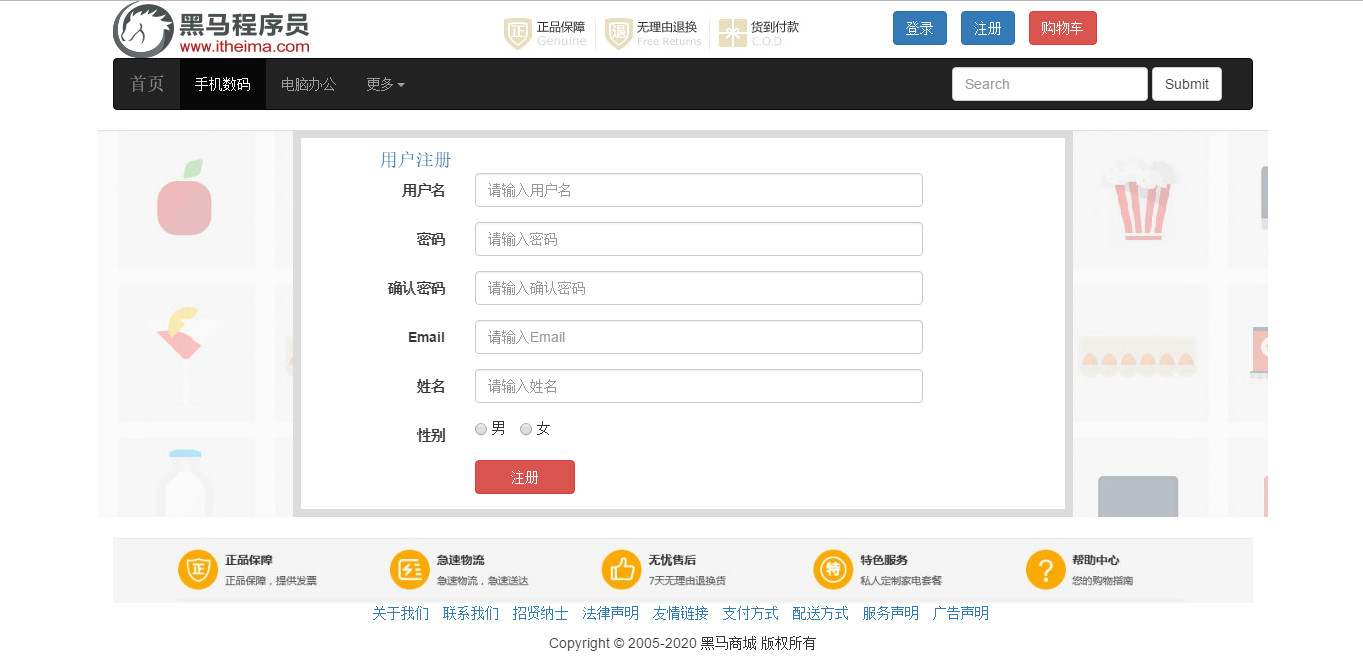 黑马程序员
www.itheima.com
正 正品保障
Genuine
退 无理由退换
Free Returns
货到付款
C.O.D
登录 注册 购物车
首页 手机数码 电脑办公 更多 Search Submit
用户注册
用户名 请输入用户名
密码 请输入密码
确认密码 请输入确认密码
Email 请输入Email
姓名 请输入姓名
性别 男 女
注册
正 正品保障
正品保障，提供发票
急速物流
急速物流，急速送达
无忧售后
7天无理由退换货
特 特色服务
私人定制家电套餐
? 帮助中心
您的购物指南
关于我们 联系我们 招贤纳士 法律声明 友情链接 支付方式 配送方式 服务声明 广告声明
Copyright © 2005-2020 黑马商城 版权所有